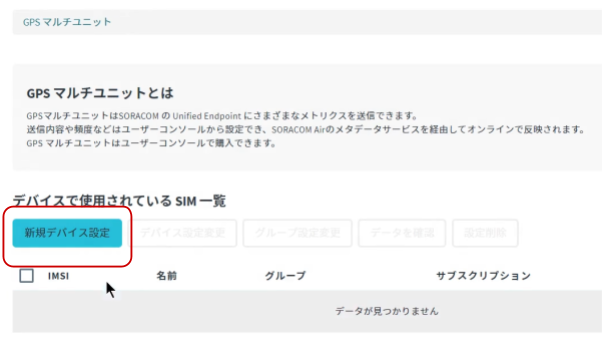 GPS マルチユニット
GPS マルチユニットとは
GPSマルチユニットはSORACOM の Unified Endpoint にさまざまなメトリクスを送信できます。
送信内容や頻度などはユーザーコンソールから設定でき、SORACOM Airのメタデータサービスを経由してオンラインで反映されます。
GPS マルチユニットはユーザーコンソールで購入できます。
デバイスで使用されている SIM 一覧
新規デバイス設定 デバイス設定変更 グループ設定変更 データを確認 設定削除
IMSI 名前 グループ サブスクリプション
データが見つかりません